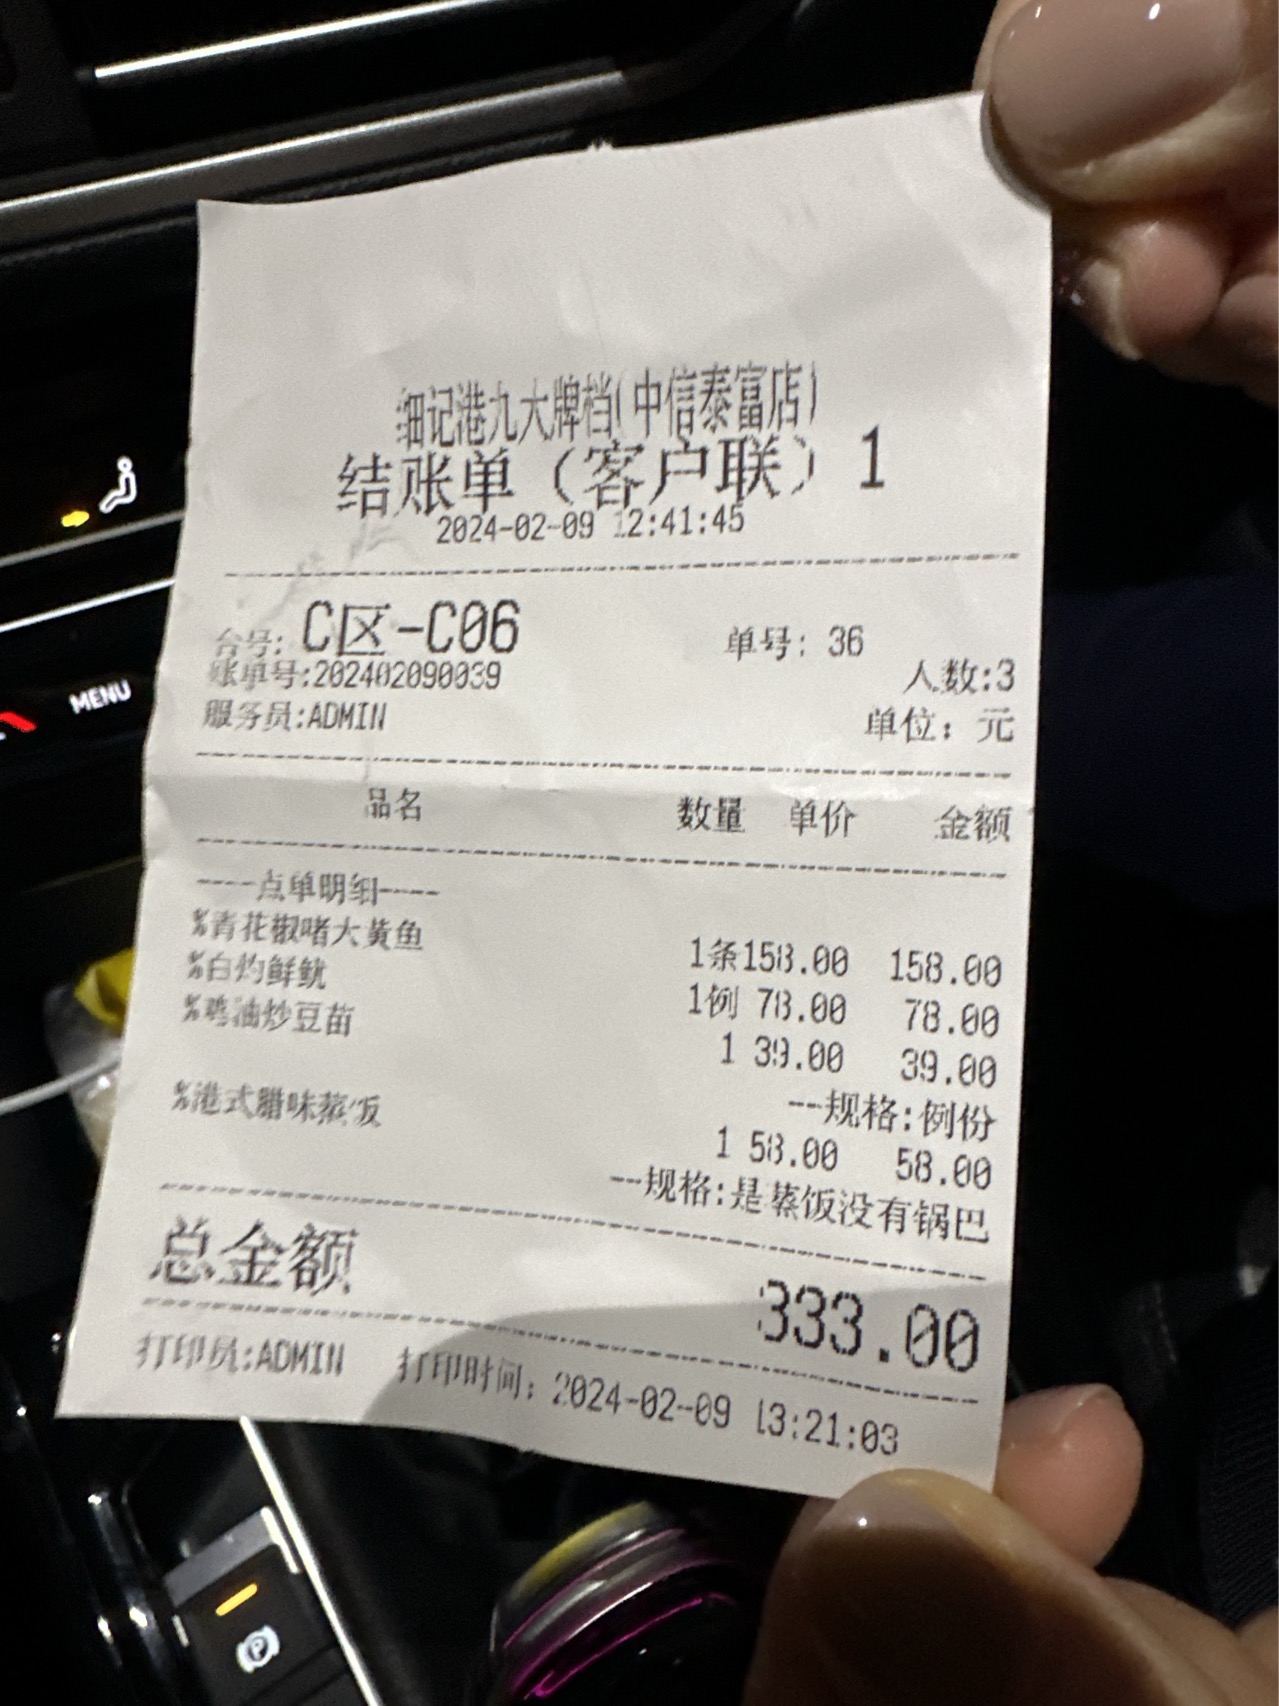 细记港九大牌档(中信泰富店)
结账单（客户联）1
2024-02-09 12:41:45
台号: C区-C06 单号: 36
账单号:202402090039 人数:3
服务员:ADMIN 单位: 元
品名 数量 单价 金额
----点单明细----
%青花椒啫大黄鱼 1条158.00 158.00
%白灼鲜鱿 1例 78.00 78.00
%鸡油炒豆苗 1 39.00 39.00
--规格:例份
%港式腊味蒸饭 1 58.00 58.00
--规格:是蒸饭没有锅巴
总金额 333.00
打印员:ADMIN 打印时间: 2024-02-09 13:21:03
MENU
P